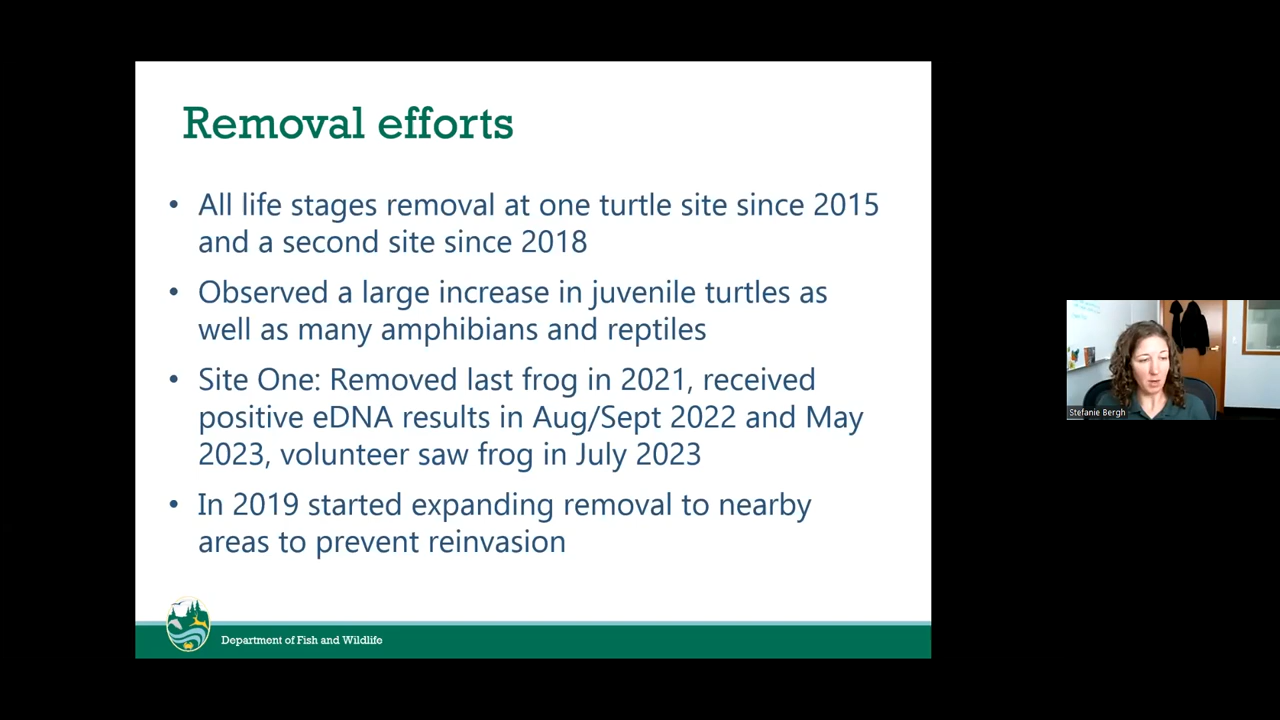 Removal efforts
• All life stages removal at one turtle site since 2015
and a second site since 2018
• Observed a large increase in juvenile turtles as
well as many amphibians and reptiles
• Site One: Removed last frog in 2021, received
positive eDNA results in Aug/Sept 2022 and May
2023, volunteer saw frog in July 2023
• In 2019 started expanding removal to nearby
areas to prevent reinvasion
Department of Fish and Wildlife
Stefanie Bergh